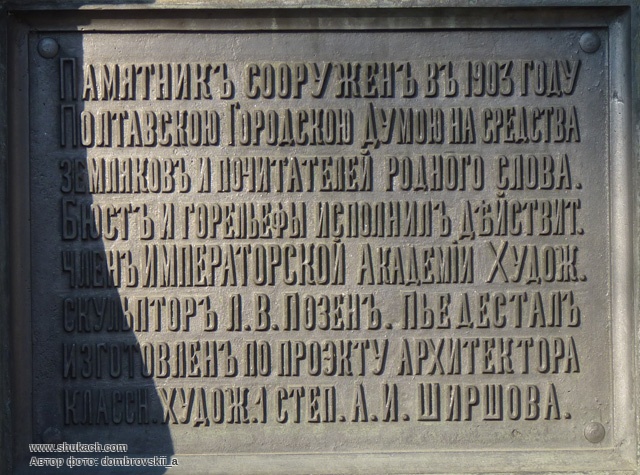 Памятникъ сооруженъ въ 1903 году
Полтавскою Городскою Думою на средства
земляковъ и почитателей родного слова.
Бюстъ и горельефы исполнилъ дѣйствит.
членъ Императорской Академіи Худож.
скульпторъ Л. В. Позенъ. Пьедесталъ
изготовленъ по проэкту архитектора
классн. худож. 1 степ. А. И. Ширшова.
www.shukach.com
Автор фото: dombrovskii_a